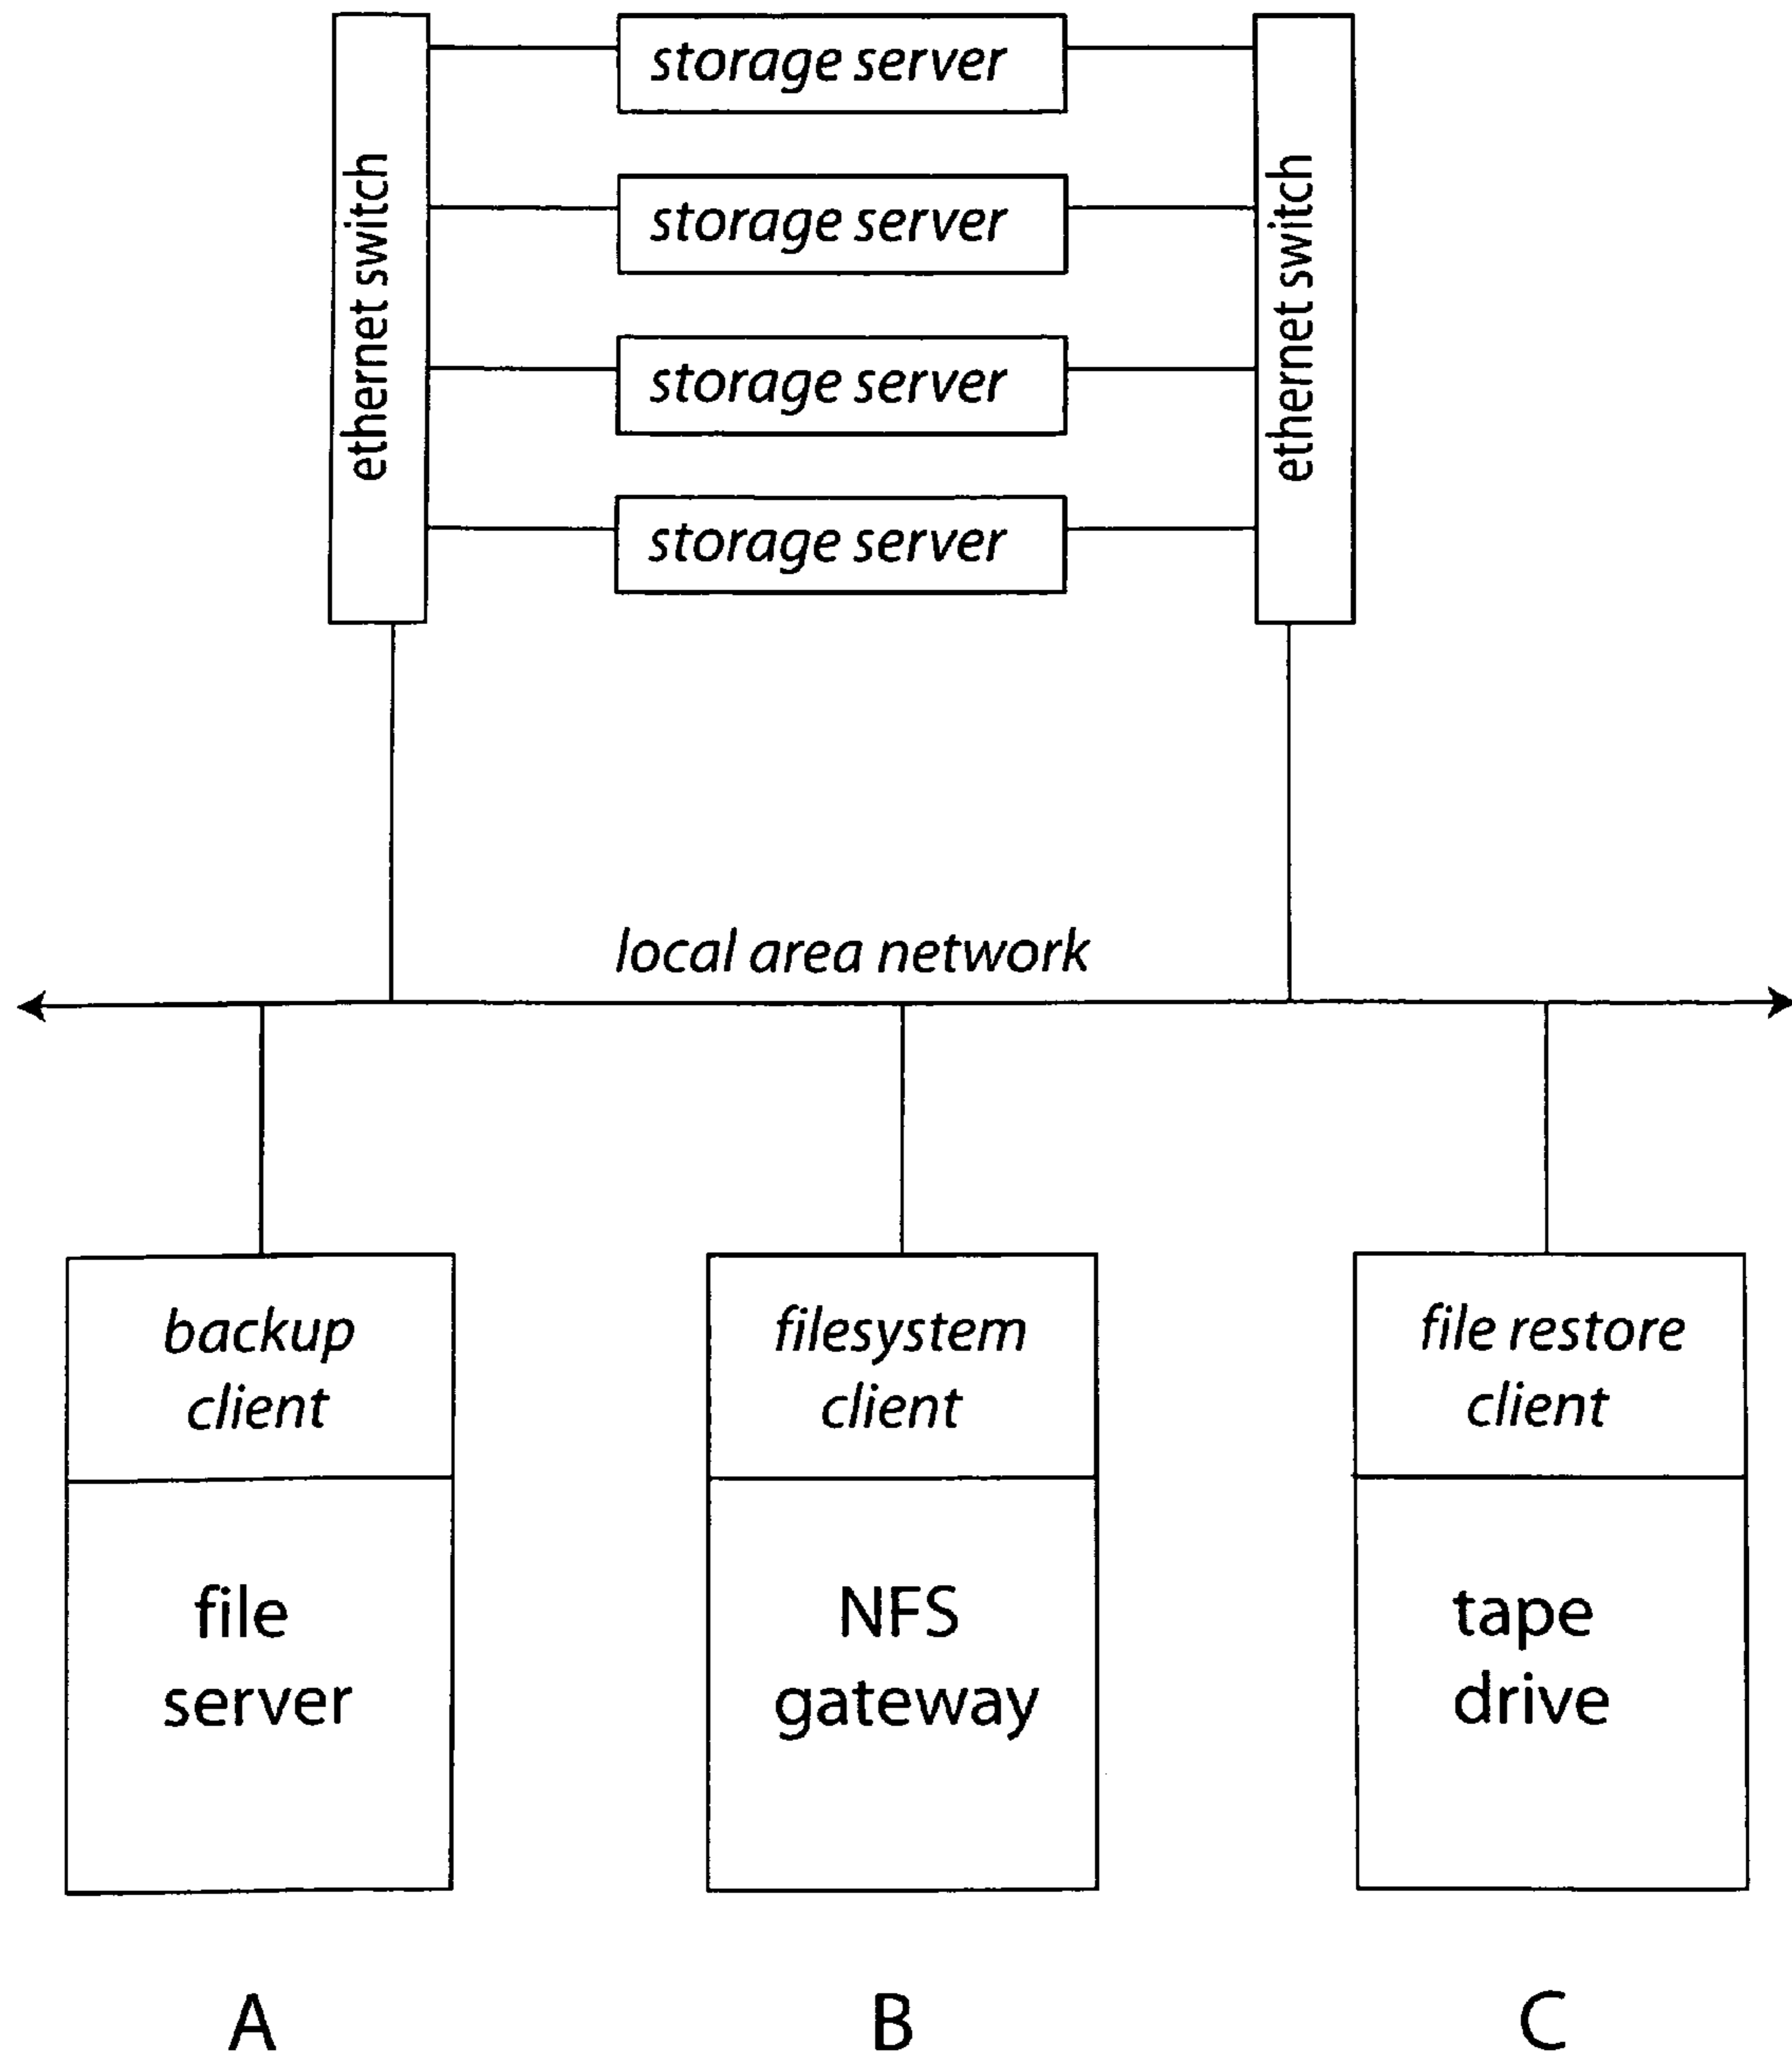 storage server
storage server
storage server
storage server
ethernet switch
ethernet switch
local area network
backup
client
filesystem
client
file restore
client
file
server
NFS
gateway
tape
drive
A
B
C